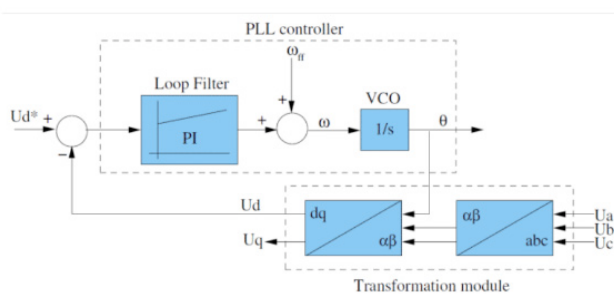 PLL controller
ω_ff
Loop Filter
VCO
Ud* +
+
+
ω
θ
PI
1/s
−
Ud
dq
αβ
Ua
Ub
Uq
αβ
abc
Uc
Transformation module